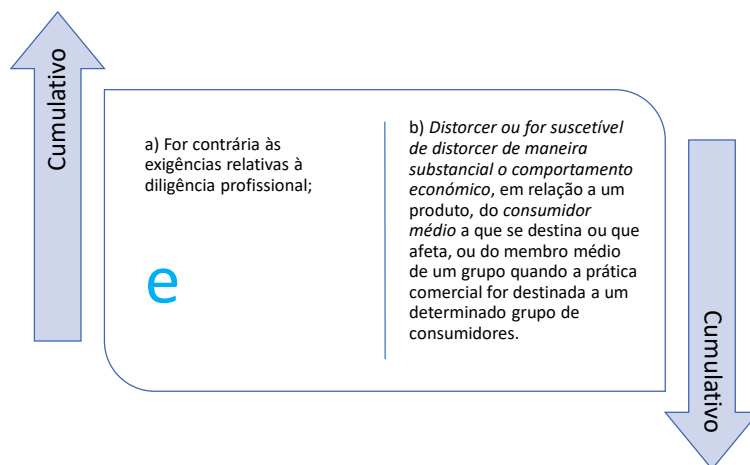 Cumulativo
a) For contrária às
exigências relativas à
diligência profissional;
e
b) Distorcer ou for suscetível
de distorcer de maneira
substancial o comportamento
económico, em relação a um
produto, do consumidor
médio a que se destina ou que
afeta, ou do membro médio
de um grupo quando a prática
comercial for destinada a um
determinado grupo de
consumidores.
Cumulativo